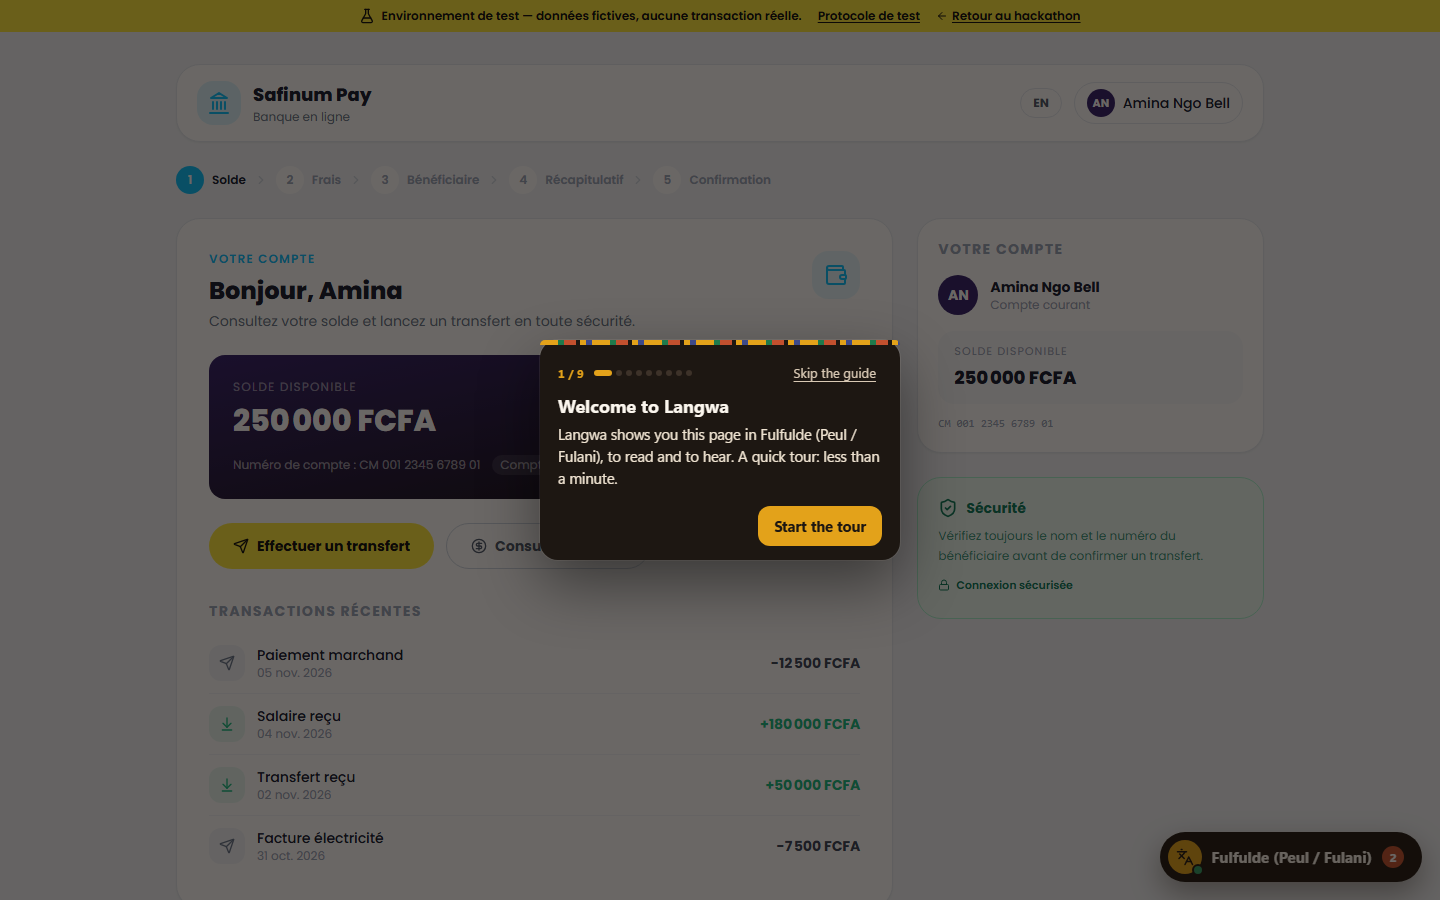 Environnement de test — données fictives, aucune transaction réelle. Protocole de test ← Retour au hackathon
Safinum Pay
Banque en ligne
EN
AN Amina Ngo Bell
1 Solde > 2 Frais > 3 Bénéficiaire > 4 Récapitulatif > 5 Confirmation
VOTRE COMPTE
Bonjour, Amina
Consultez votre solde et lancez un transfert en toute sécurité.
SOLDE DISPONIBLE
250 000 FCFA
Numéro de compte : CM 001 2345 6789 01
Effectuer un transfert
1 / 9
Skip the guide
Welcome to Langwa
Langwa shows you this page in Fulfulde (Peul /
Fulani), to read and to hear. A quick tour: less than
a minute.
Start the tour
TRANSACTIONS RÉCENTES
Paiement marchand
05 nov. 2026
-12 500 FCFA
Salaire reçu
04 nov. 2026
+180 000 FCFA
Transfert reçu
02 nov. 2026
+50 000 FCFA
Facture électricité
31 oct. 2026
-7 500 FCFA
VOTRE COMPTE
AN
Amina Ngo Bell
Compte courant
SOLDE DISPONIBLE
250 000 FCFA
CM 001 2345 6789 01
Sécurité
Vérifiez toujours le nom et le numéro du
bénéficiaire avant de confirmer un transfert.
Connexion sécurisée
Fulfulde (Peul / Fulani) 2